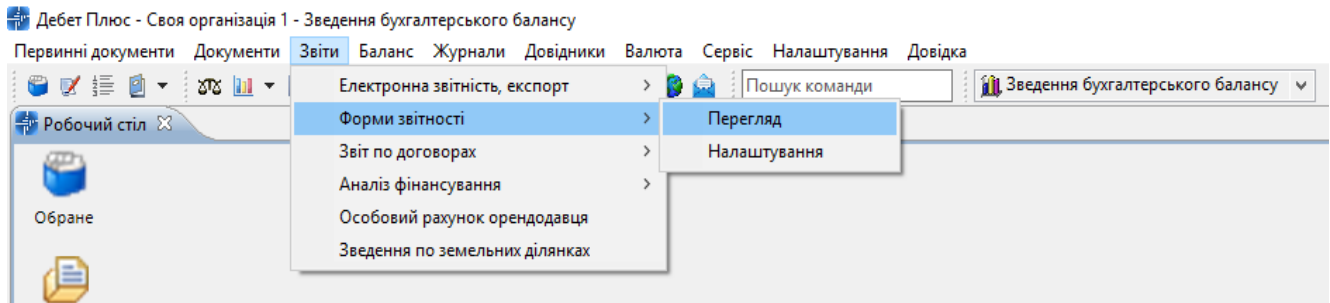 Дебет Плюс - Своя організація 1 - Зведення бухгалтерського балансу
Первинні документи Документи Звіти Баланс Журнали Довідники Валюта Сервіс Налаштування Довідка
Пошук команди Зведення бухгалтерського балансу
Робочий стіл
Електронна звітність, експорт
Форми звітності
Звіт по договорах
Аналіз фінансування
Особовий рахунок орендодавця
Зведення по земельних ділянках
Перегляд
Налаштування
Обране